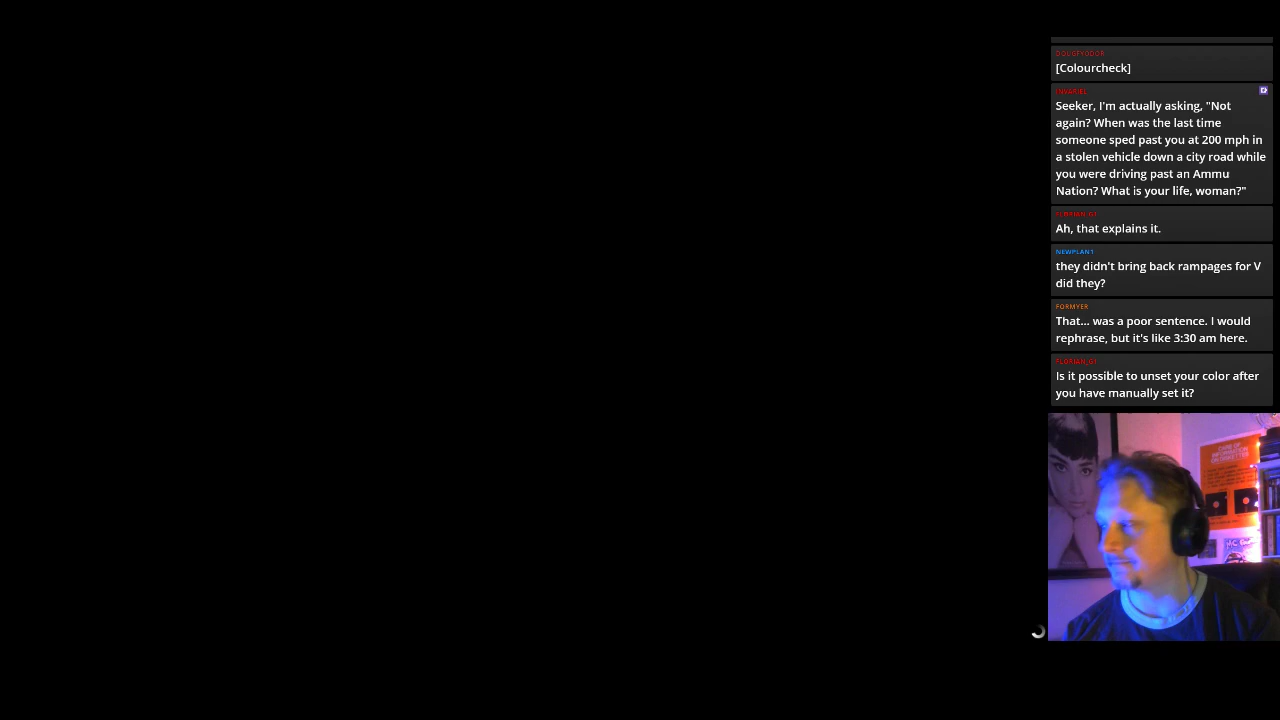 DOUGFYODOR
[Colourcheck]
INVARIEL
Seeker, I'm actually asking, "Not
again? When was the last time
someone sped past you at 200 mph in
a stolen vehicle down a city road while
you were driving past an Ammu
Nation? What is your life, woman?"
FLORIAN_GI
Ah, that explains it.
NEWPLAN1
they didn't bring back rampages for V
did they?
FORMYER
That... was a poor sentence. I would
rephrase, but it's like 3:30 am here.
FLORIAN_GI
Is it possible to unset your color after
you have manually set it?